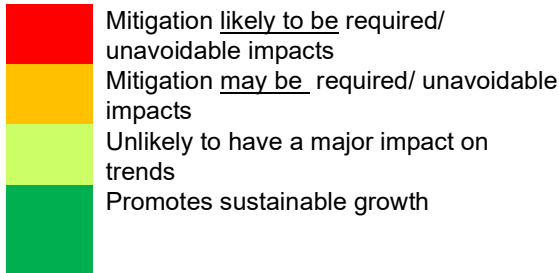 Mitigation likely to be required/
unavoidable impacts
Mitigation may be  required/ unavoidable
impacts
Unlikely to have a major impact on
trends
Promotes sustainable growth